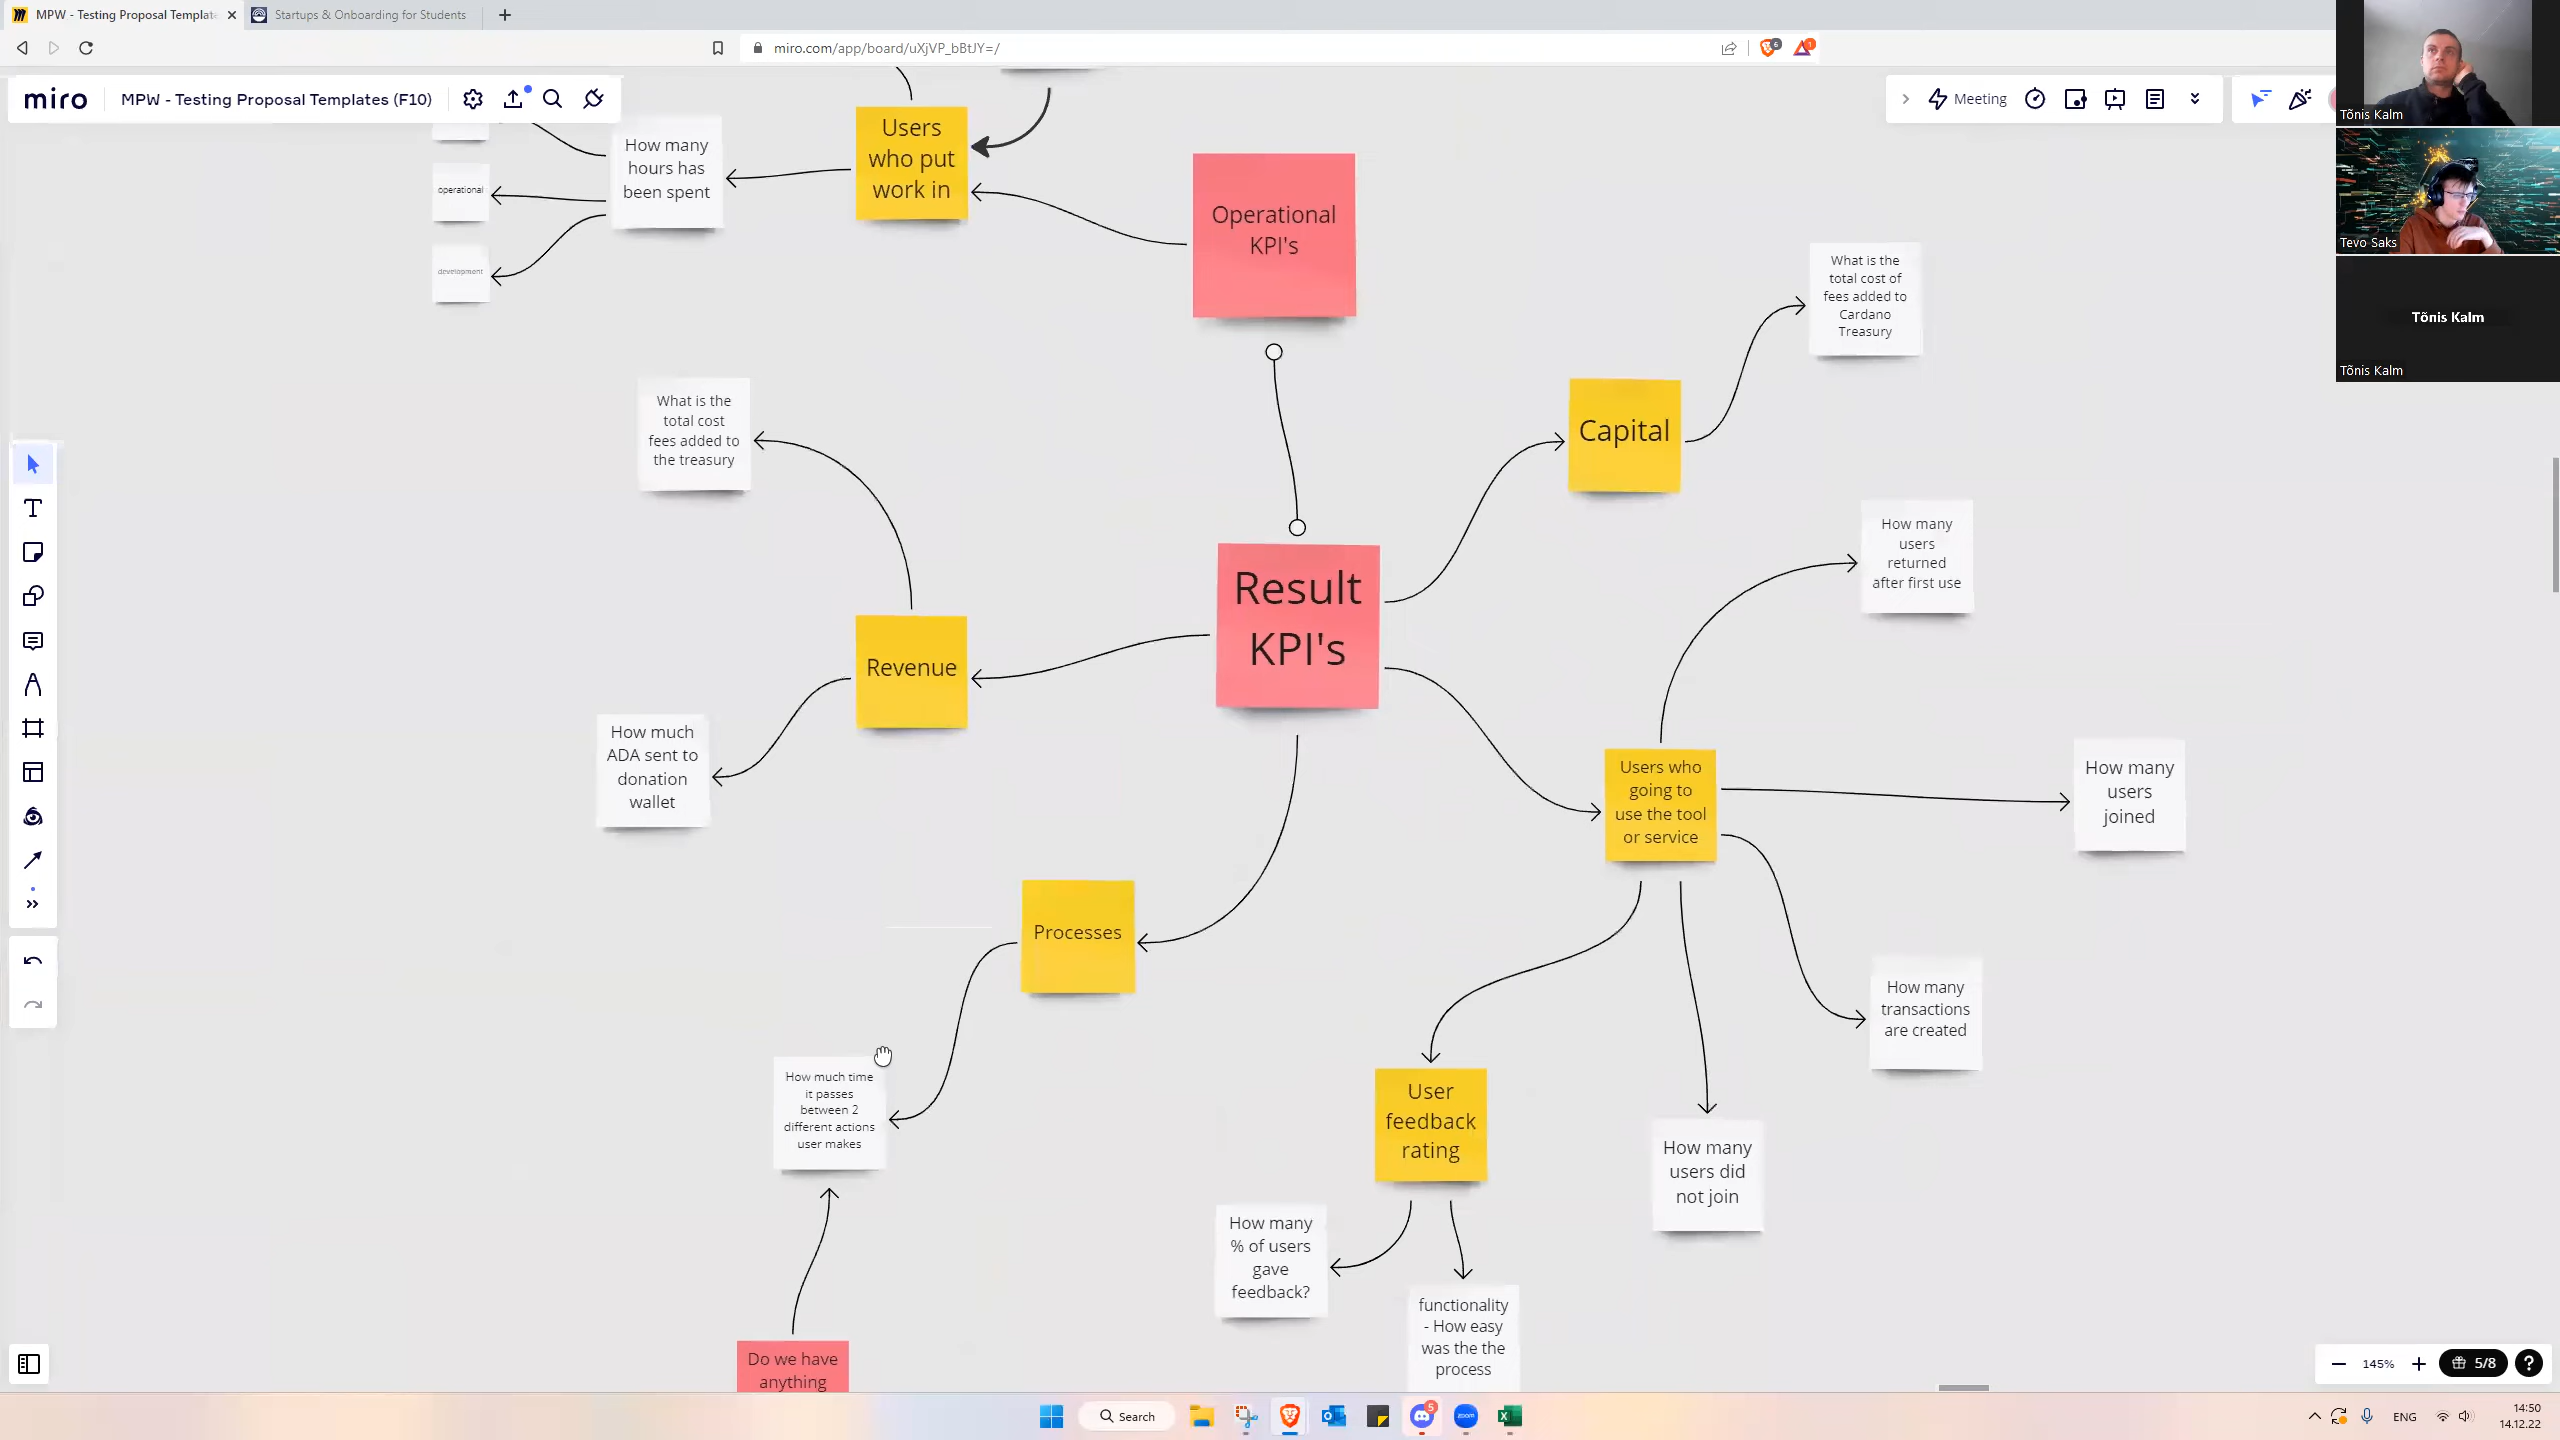 MPW - Testing Proposal Template
Startups & Onboarding for Students
miro.com/app/board/uXjVP_bBtJY=/
6
1
miro
MPW - Testing Proposal Templates (F10)
Meeting
Tõnis Kalm
Tevo Saks
Tõnis Kalm
Tõnis Kalm
Users
who put
work in
How many
hours has
been spent
operational
development
Operational
KPI's
What is the
total cost of
fees added to
Cardano
Treasury
What is the
total cost
fees added to
the treasury
Capital
How many
users
returned
after first use
Result
KPI's
Revenue
How much
ADA sent to
donation
wallet
Users who
going to
use the tool
or service
How many
users
joined
Processes
How many
transactions
are created
How much time
it passes
between 2
different actions
user makes
User
feedback
rating
How many
users did
not join
How many
% of users
gave
feedback?
functionality
- How easy
was the the
process
Do we have
anything
145%
5/8
Search
5
zoom
ENG
14:50
14.12.22